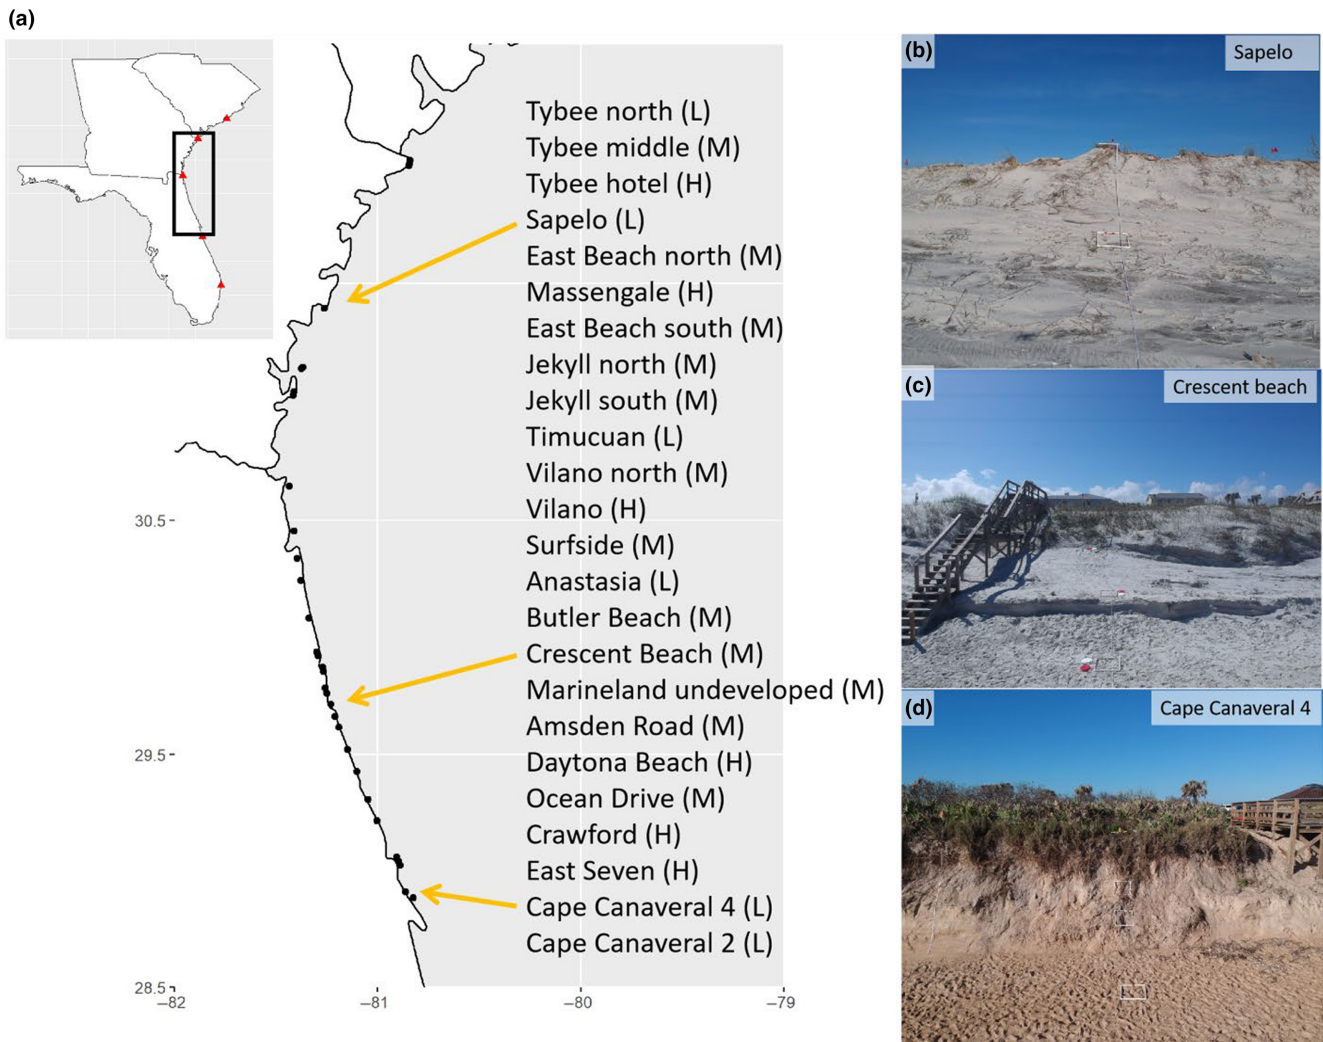 (a)
Tybee north (L)
Tybee middle (M)
Tybee hotel (H)
Sapelo (L)
East Beach north (M)
Massengale (H)
East Beach south (M)
Jekyll north (M)
Jekyll south (M)
Timucuan (L)
Vilano north (M)
Vilano (H)
Surfside (M)
Anastasia (L)
Butler Beach (M)
Crescent Beach (M)
Marineland undeveloped (M)
Amsden Road (M)
Daytona Beach (H)
Ocean Drive (M)
Crawford (H)
East Seven (H)
Cape Canaveral 4 (L)
Cape Canaveral 2 (L)
30.5
29.5
28.5
–82
–81
–80
–79
(b)
Sapelo
(c)
Crescent beach
(d)
Cape Canaveral 4